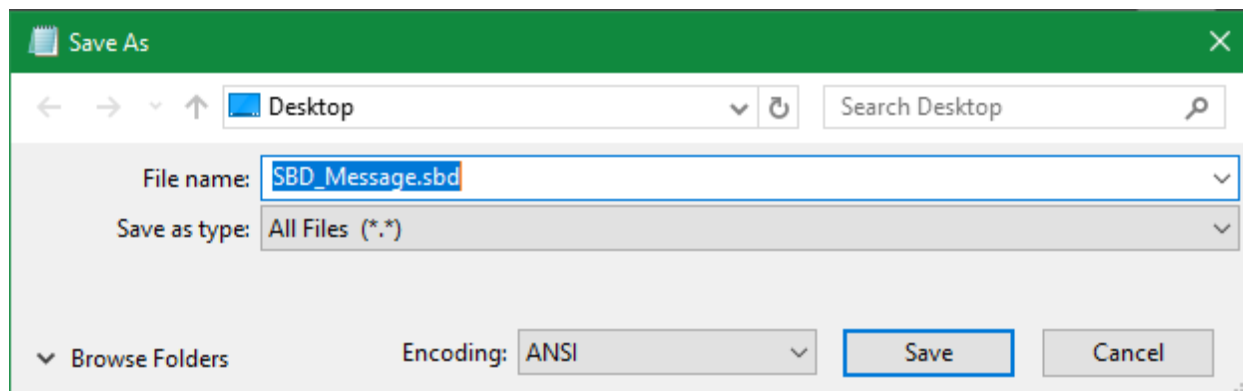 Save As
Desktop
Search Desktop
File name: SBD_Message.sbd
Save as type: All Files (*.*)
Browse Folders
Encoding: ANSI
Save
Cancel